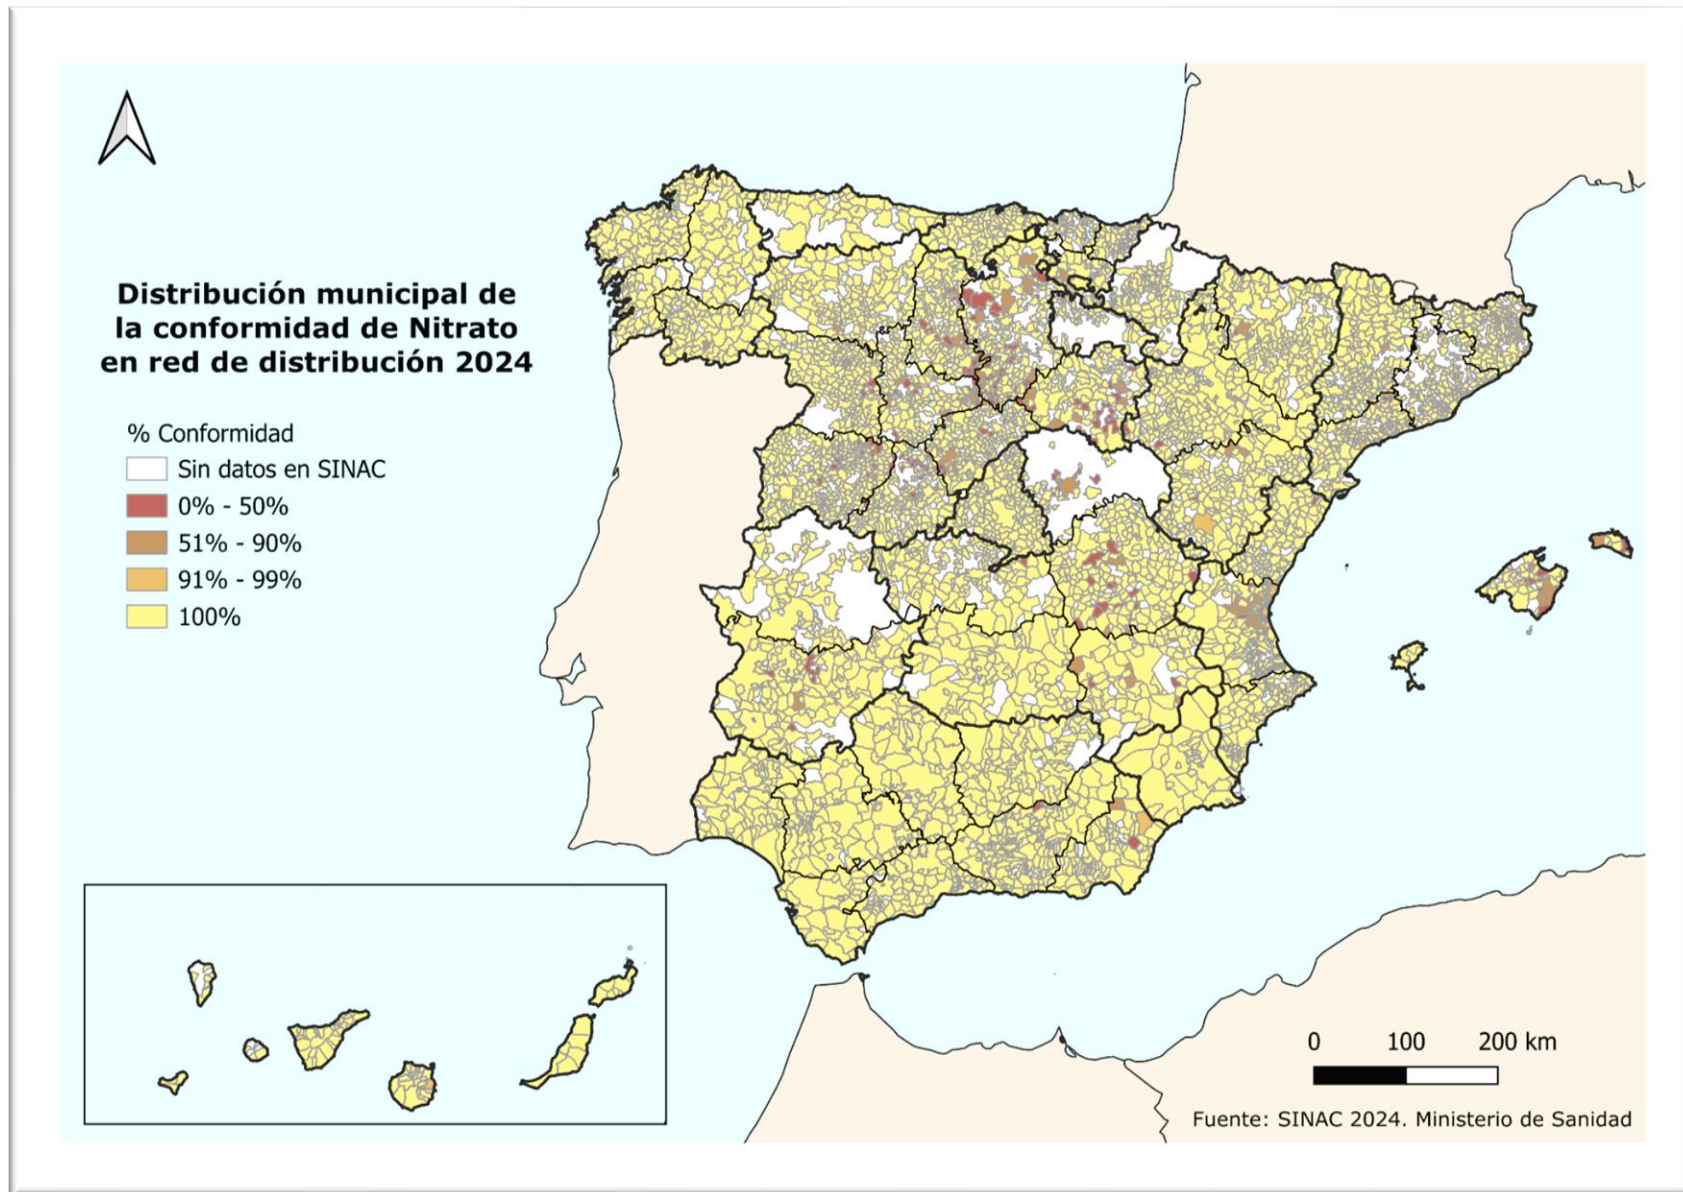 Distribución municipal de
la conformidad de Nitrato
en red de distribución 2024
% Conformidad
Sin datos en SINAC
0% - 50%
51% - 90%
91% - 99%
100%
0 100 200 km
Fuente: SINAC 2024. Ministerio de Sanidad